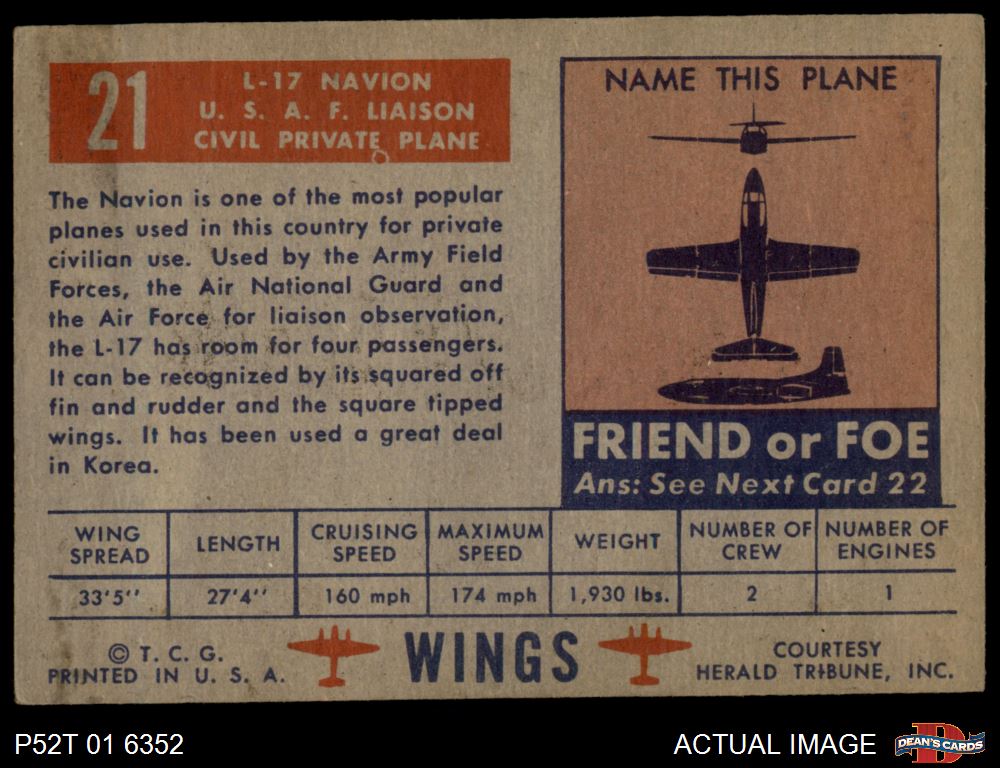 21
L-17 NAVION
U. S. A. F. LIAISON
CIVIL PRIVATE PLANE
The Navion is one of the most popular
planes used in this country for private
civilian use. Used by the Army Field
Forces, the Air National Guard and
the Air Force for liaison observation,
the L-17 has room for four passengers.
It can be recognized by its squared off
fin and rudder and the square tipped
wings. It has been used a great deal
in Korea.
NAME THIS PLANE
FRIEND or FOE
Ans: See Next Card 22
WING SPREAD LENGTH CRUISING SPEED MAXIMUM SPEED WEIGHT NUMBER OF CREW NUMBER OF ENGINES
33'5'' 27'4'' 160 mph 174 mph 1,930 lbs. 2 1
© T. C. G.
PRINTED IN U. S. A.
WINGS
COURTESY
HERALD TRIBUNE, INC.
P52T 01 6352
ACTUAL IMAGE
D
DEAN'S CARDS